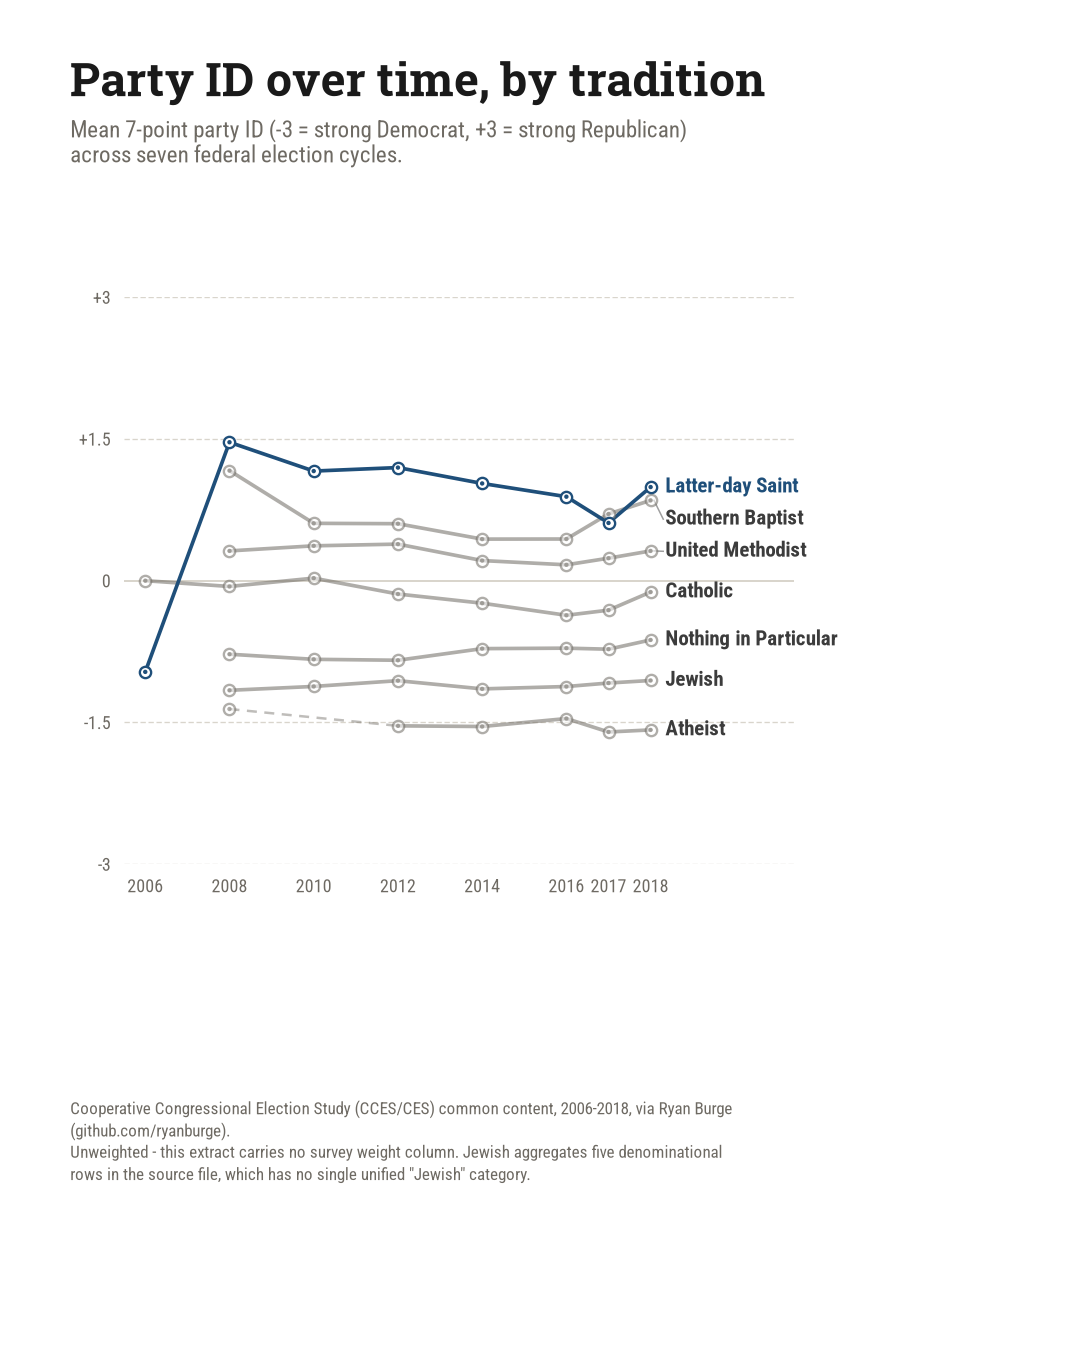 Party ID over time, by tradition
Mean 7-point party ID (-3 = strong Democrat, +3 = strong Republican)
across seven federal election cycles.
+3
+1.5
Latter-day Saint
Southern Baptist
United Methodist
0
Catholic
Nothing in Particular
Jewish
-1.5
Atheist
-3
2006 2008 2010 2012 2014 2016 2017 2018
Cooperative Congressional Election Study (CCES/CES) common content, 2006-2018, via Ryan Burge
(github.com/ryanburge).
Unweighted - this extract carries no survey weight column. Jewish aggregates five denominational
rows in the source file, which has no single unified "Jewish" category.